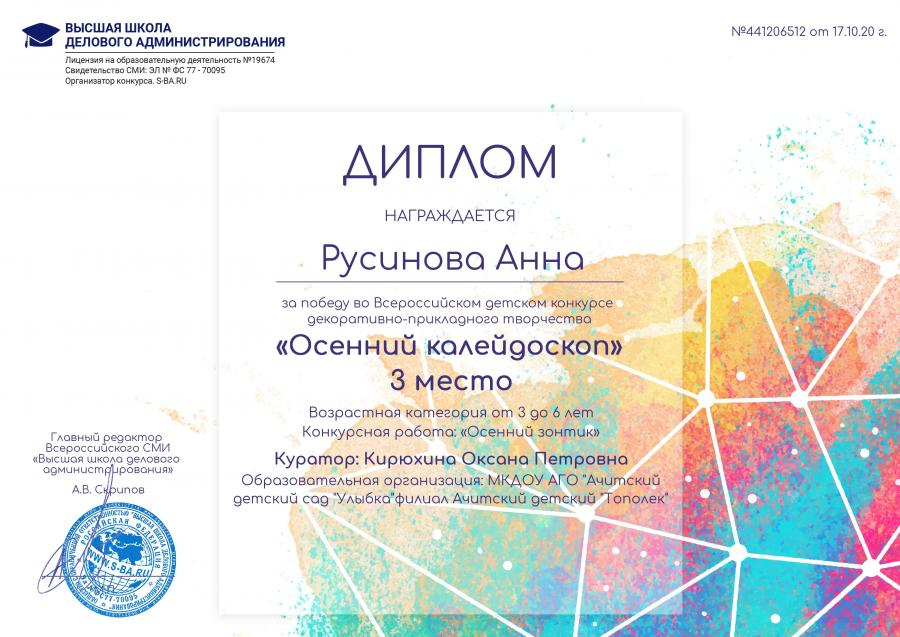 ВЫСШАЯ ШКОЛА
ДЕЛОВОГО АДМИНИСТРИРОВАНИЯ
Лицензия на образовательную деятельность №19674
Свидетельство СМИ: ЭЛ № ФС 77 - 70095
Организатор конкурса. S-BA.RU
№441206512 от 17.10.20 г.
ДИПЛОМ
НАГРАЖДАЕТСЯ
Русинова Анна
за победу во Всероссийском детском конкурсе
декоративно-прикладного творчества
«Осенний калейдоскоп»
3 место
Возрастная категория от 3 до 6 лет
Конкурсная работа: «Осенний зонтик»
Куратор: Кирюхина Оксана Петровна
Образовательная организация: МКДОУ АГО "Ачитский
детский сад "Улыбка"филиал Ачитский детский "Тополек"
Главный редактор
Всероссийского СМИ
«Высшая школа делового
администрирования»
А.В. Скрипов
РОССИЙСКАЯ ФЕДЕРАЦИЯ
WWW.S-BA.RU